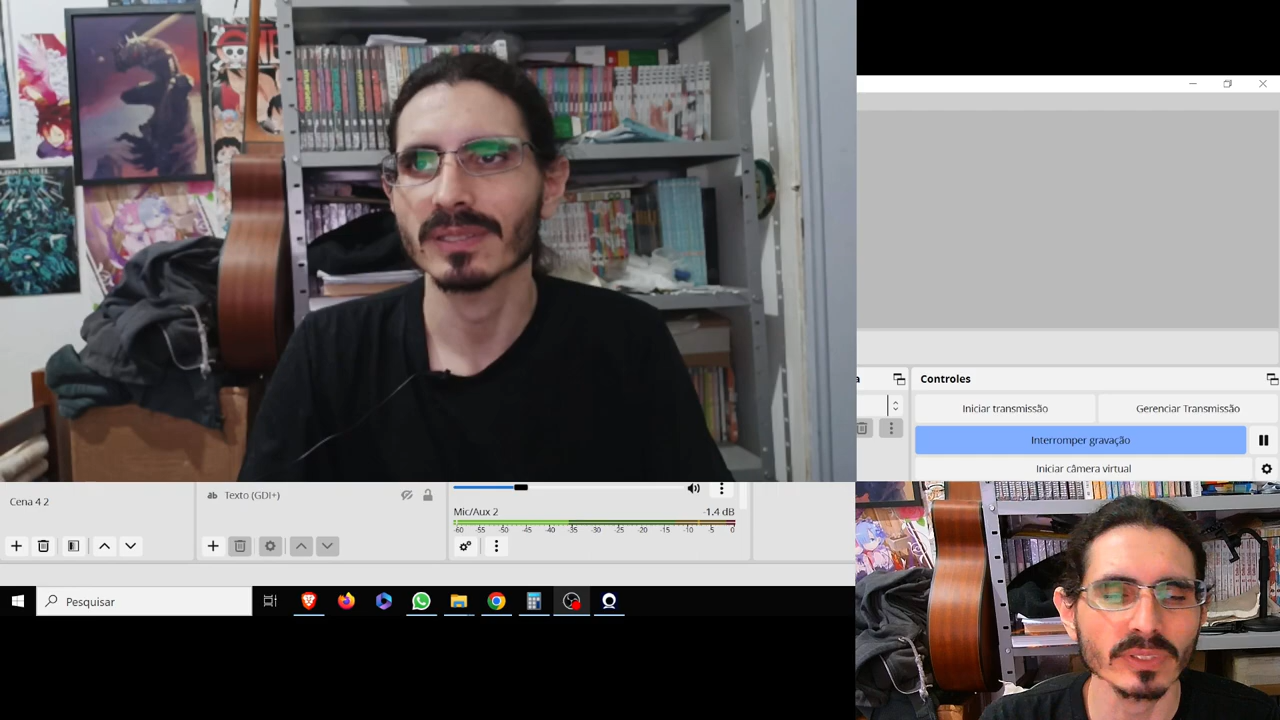 Controles
Iniciar transmissão
Gerenciar Transmissão
Interromper gravação
Iniciar câmera virtual
Cena 4 2
ab Texto (GDI+)
Mic/Aux 2
-1.4 dB
-60 -55 -50 -45 -40 -35 -30 -25 -20 -15 -10 -5 0
Pesquisar